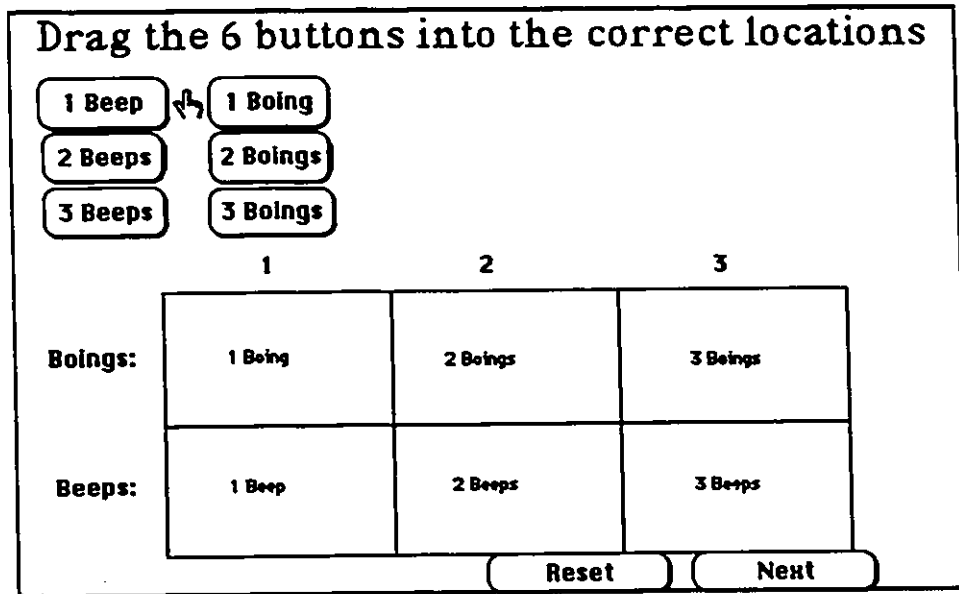 Drag the 6 buttons into the correct locations
1 Beep 1 Boing
2 Beeps 2 Boings
3 Beeps 3 Boings
1 2 3
Boings: 1 Boing 2 Boings 3 Boings
Beeps: 1 Beep 2 Beeps 3 Beeps
Reset Next